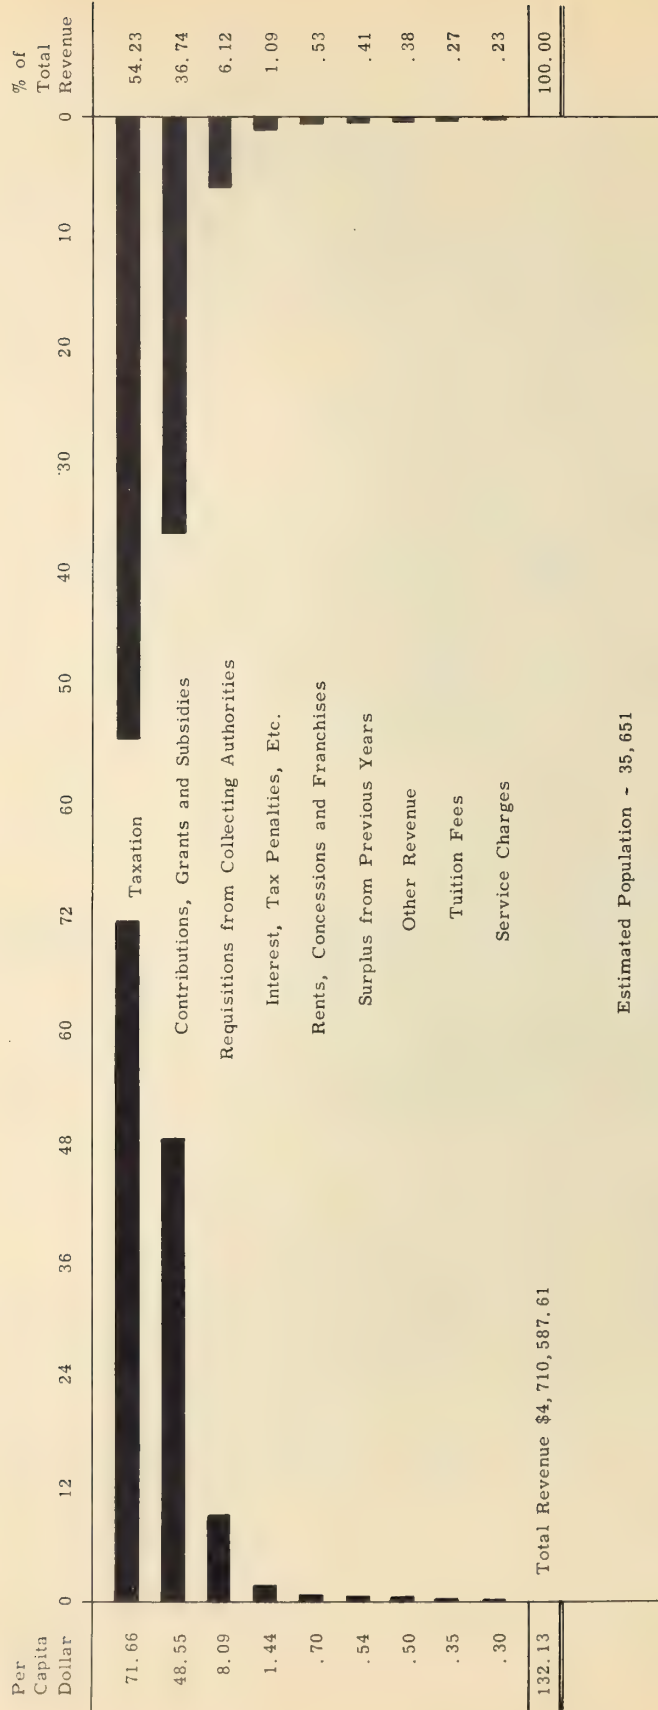 Per
Capita
Dollar 0 12 24 36 48 60 72 60 50 40 30 20 10 0 % of
Total
Revenue
71.66 Taxation 54.23
48.55 Contributions, Grants and Subsidies 36.74
8.09 Requisitions from Collecting Authorities 6.12
1.44 Interest, Tax Penalties, Etc. 1.09
.70 Rents, Concessions and Franchises .53
.54 Surplus from Previous Years .41
.50 Other Revenue .38
.35 Tuition Fees .27
.30 Service Charges .23
132.13 Total Revenue $4,710,587.61 100.00
Estimated Population - 35,651